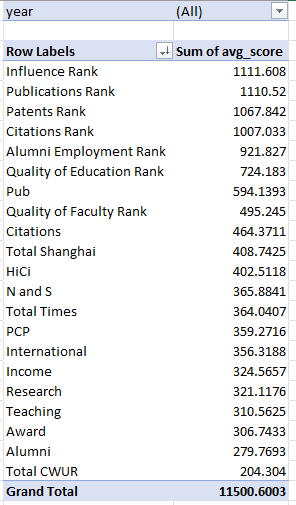 year (All)
Row Labels Sum of avg_score
Influence Rank 1111.608
Publications Rank 1110.52
Patents Rank 1067.842
Citations Rank 1007.033
Alumni Employment Rank 921.827
Quality of Education Rank 724.183
Pub 594.1393
Quality of Faculty Rank 495.245
Citations 464.3711
Total Shanghai 408.7425
HiCi 402.5118
N and S 365.8841
Total Times 364.0407
PCP 359.2716
International 356.3188
Income 324.5657
Research 321.1176
Teaching 310.5625
Award 306.7433
Alumni 279.7693
Total CWUR 204.304
Grand Total 11500.6003